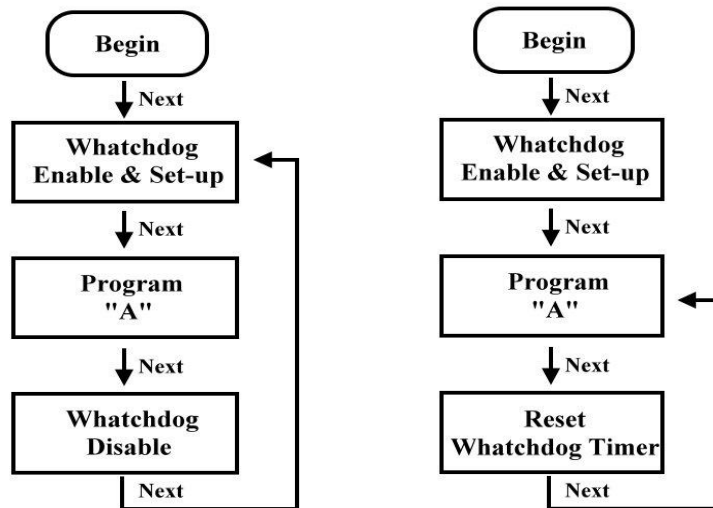 Begin
Next
Whatchdog
Enable & Set-up
Next
Program
"A"
Next
Whatchdog
Disable
Next
Begin
Next
Whatchdog
Enable & Set-up
Next
Program
"A"
Next
Reset
Whatchdog Timer
Next